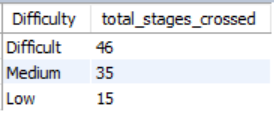 Difficulty total_stages_crossed
Difficult 46
Medium 35
Low 15